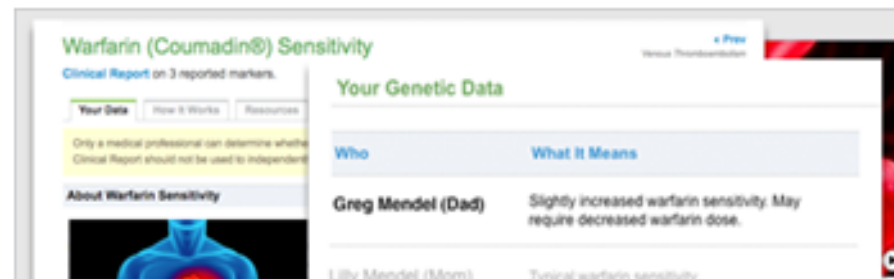 Warfarin (Coumadin®) Sensitivity
Clinical Report on 3 reported markers.
« Prev
Venous Thromboembolism
Your Data
How It Works
Resources
Only a medical professional can determine whethe
Clinical Report should not be used to independent
About Warfarin Sensitivity
Your Genetic Data
Who
What It Means
Greg Mendel (Dad)
Slightly increased warfarin sensitivity. May
require decreased warfarin dose.
Lilly Mendel (Mom)
Typical warfarin sensitivity.